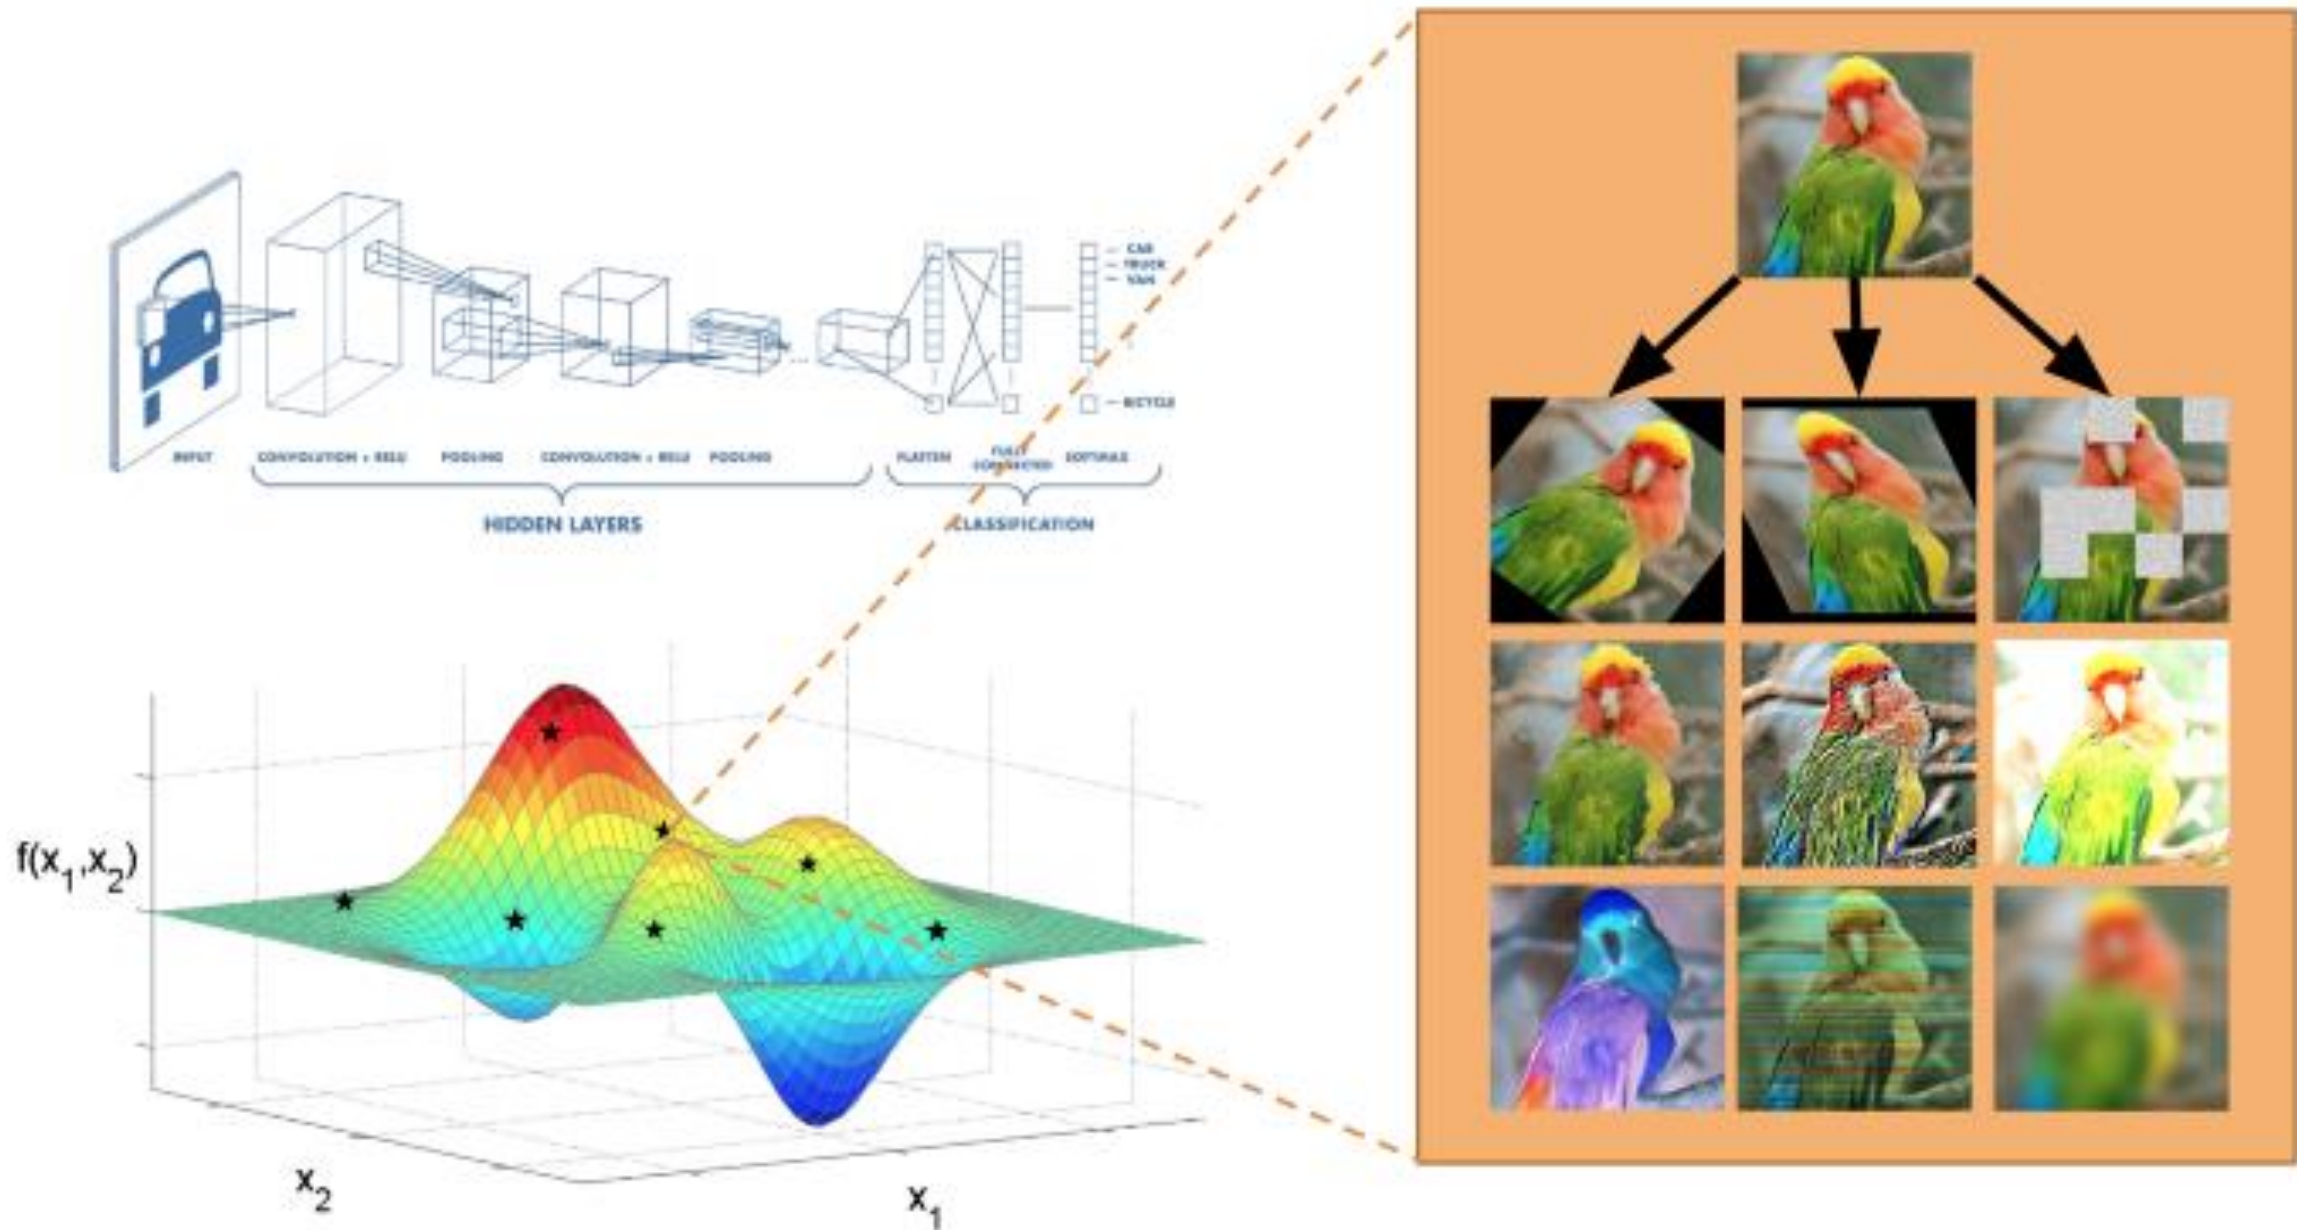 CAR
TRUCK
VAN
BICYCLE
INPUT
CONVOLUTION + RELU
POOLING
CONVOLUTION + RELU
POOLING
FLATTEN
FULLY
CONNECTED
SOFTMAX
HIDDEN LAYERS
CLASSIFICATION
f(x₁,x₂)
x₂
x₁